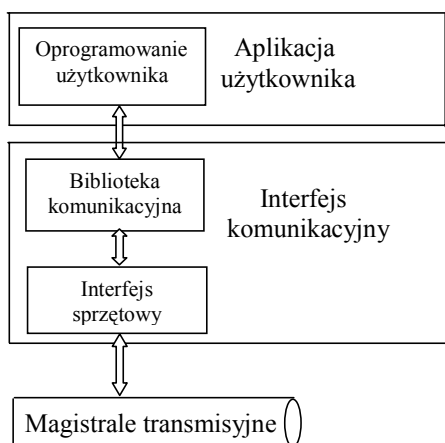 Oprogramowanie
użytkownika
Aplikacja
użytkownika
Biblioteka
komunikacyjna
Interfejs
komunikacyjny
Interfejs
sprzętowy
Magistrale transmisyjne